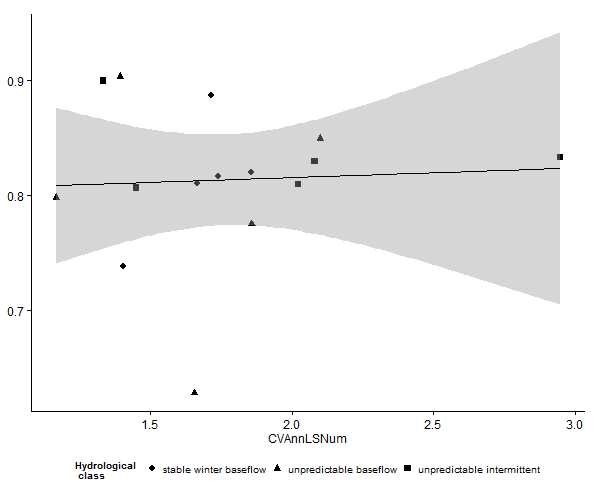 0.9
0.8
0.7
1.5 2.0 2.5 3.0
CVAnnLSNum
Hydrological
class
stable winter baseflow unpredictable baseflow unpredictable intermittent